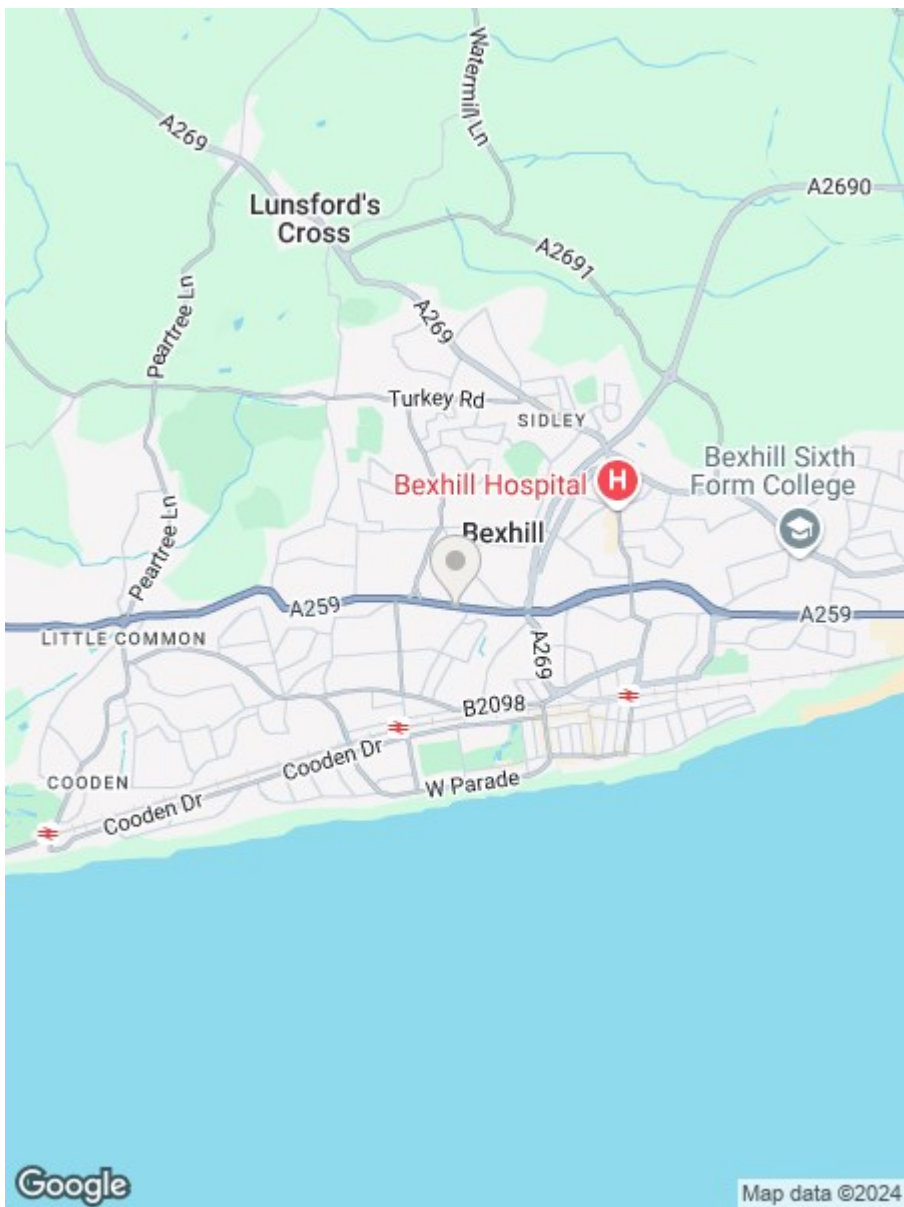 Watermill Ln
A269
A2690
Lunsford's
Cross
A2691
Peartree Ln
A269
Turkey Rd
SIDLEY
Bexhill Sixth
Form College
Bexhill Hospital
H
Peartree Ln
Bexhill
A259
A259
LITTLE COMMON
A269
B2098
Cooden Dr
COODEN
W Parade
Cooden Dr
Google
Map data ©2024